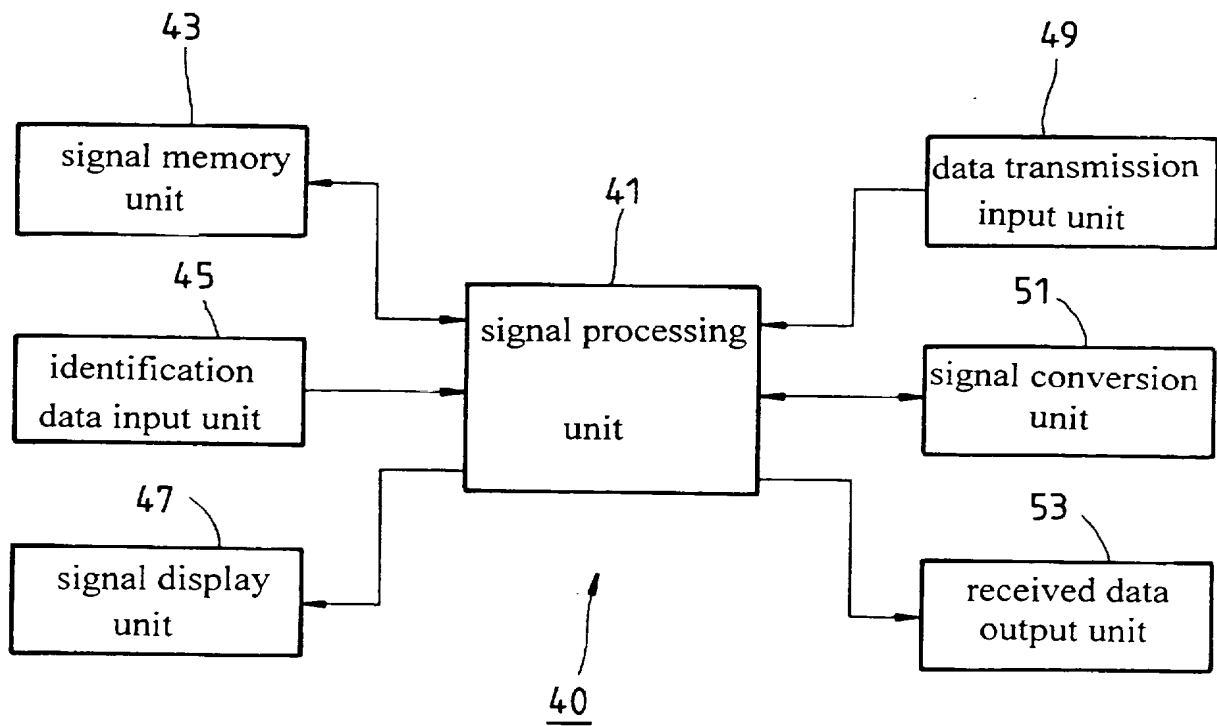 43
signal memory
unit
45
identification
data input unit
47
signal display
unit
41
signal processing
unit
40
49
data transmission
input unit
51
signal conversion
unit
53
received data
output unit